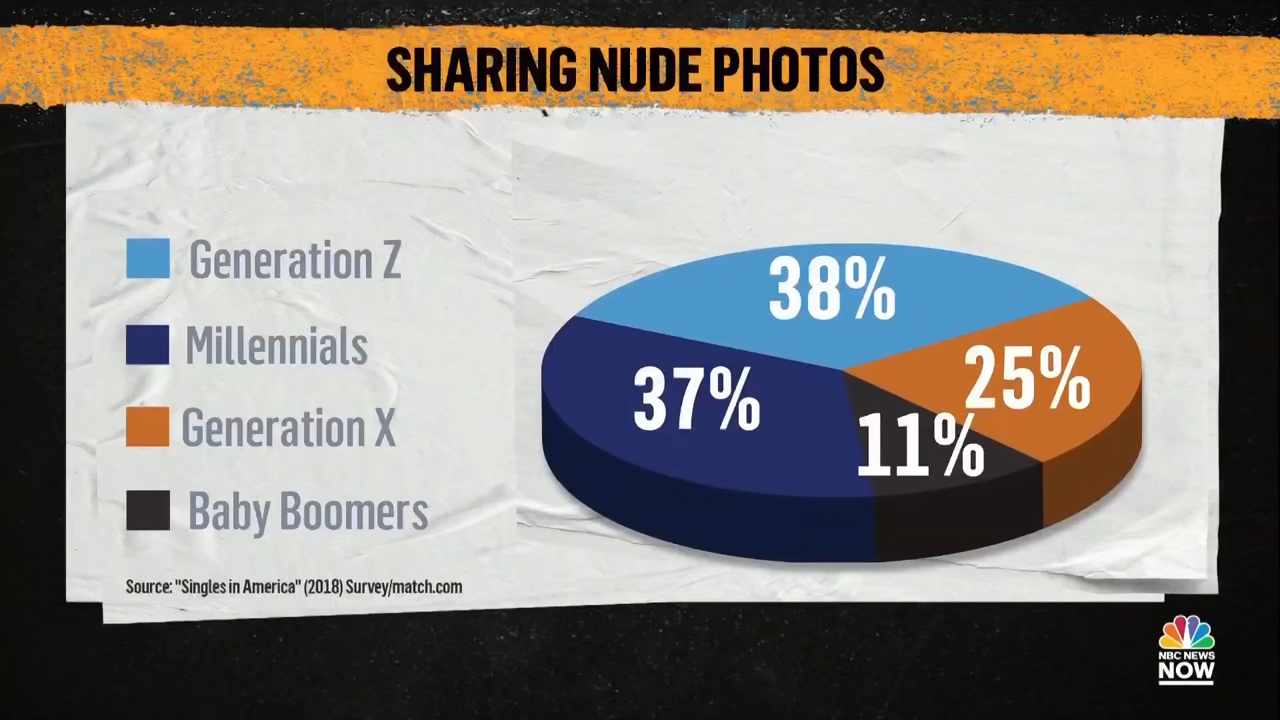 SHARING NUDE PHOTOS
Generation Z
Millennials
Generation X
Baby Boomers
38%
37%
25%
11%
Source: "Singles in America" (2018) Survey/match.com
NBC NEWS
NOW